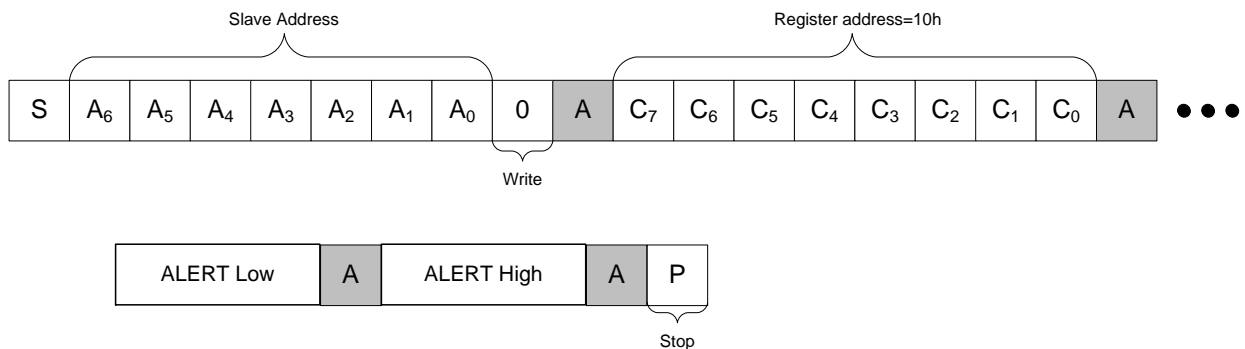 Slave Address Register address=10h
S A₆ A₅ A₄ A₃ A₂ A₁ A₀ 0 A C₇ C₆ C₅ C₄ C₃ C₂ C₁ C₀ A •••
Write
ALERT Low A ALERT High A P
Stop